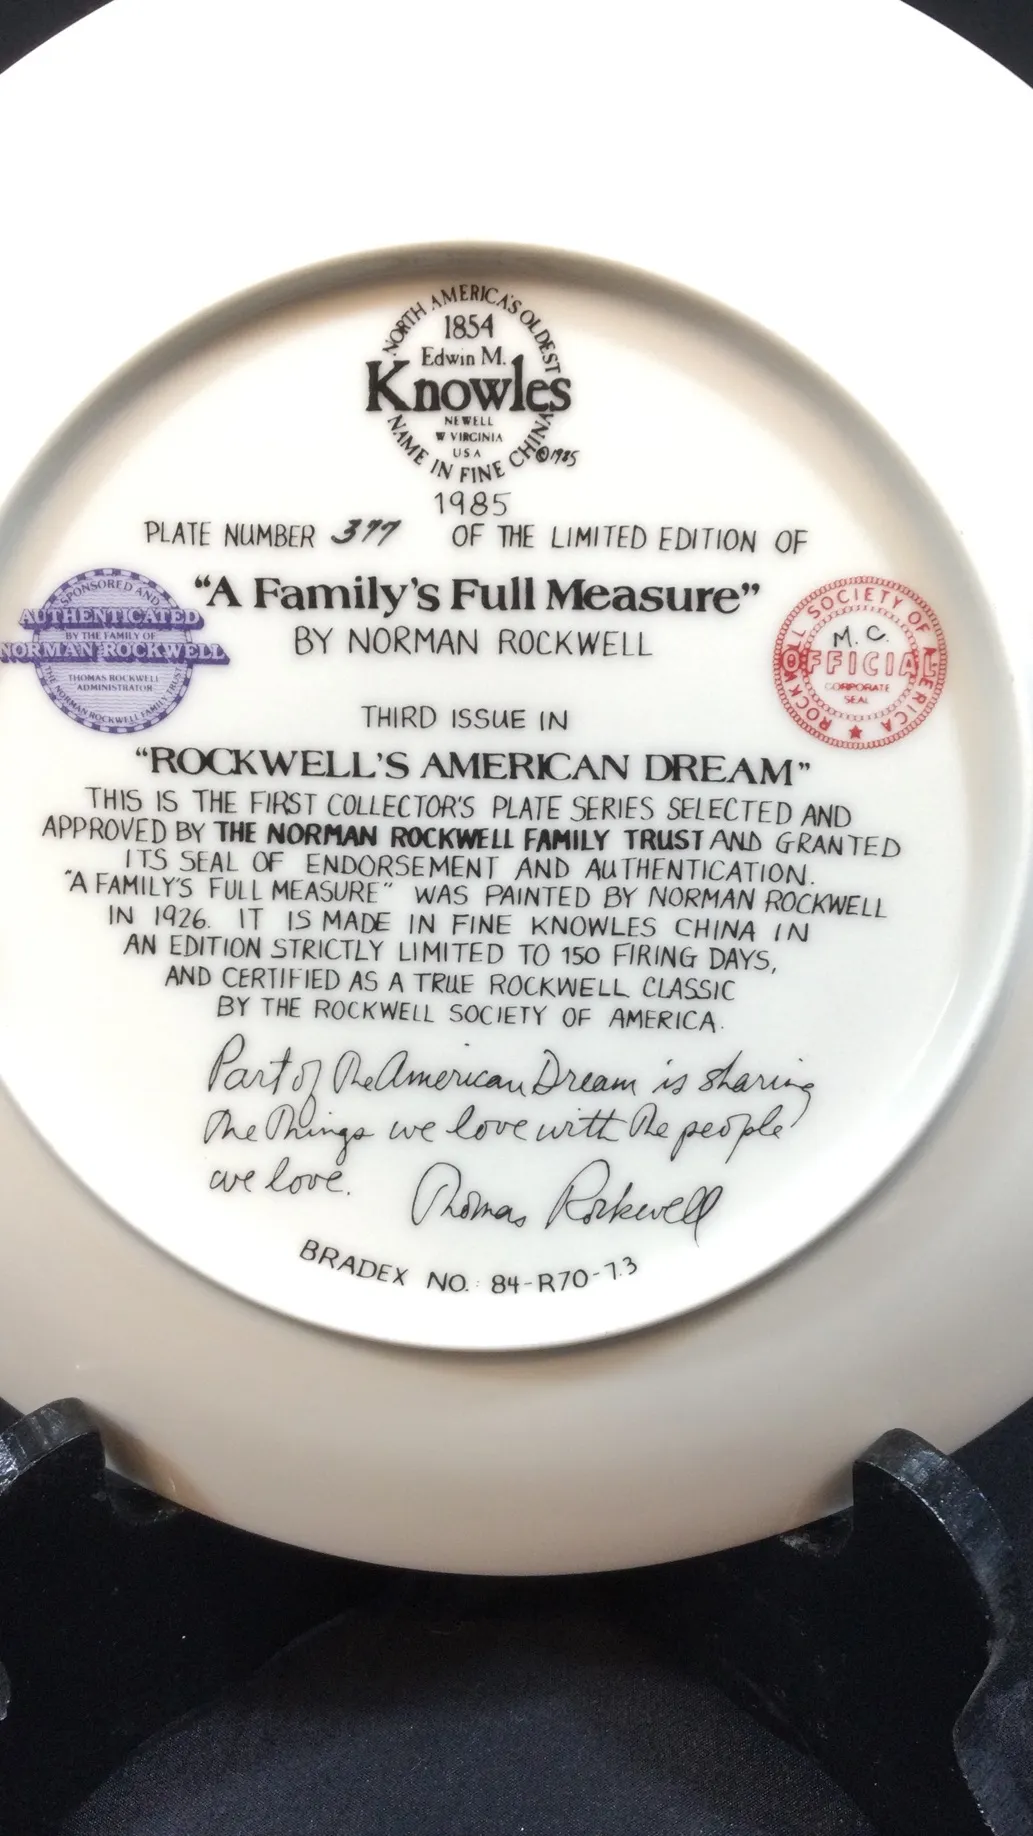 NORTH AMERICA'S OLDEST
1854
Edwin M.
Knowles
NEWELL
W VIRGINIA
USA
NAME IN FINE CHINA
©1985
1985
PLATE NUMBER 377 OF THE LIMITED EDITION OF
"A Family's Full Measure"
BY NORMAN ROCKWELL
SPONSORED AND
AUTHENTICATED
BY THE FAMILY OF
NORMAN ROCKWELL
THOMAS ROCKWELL
ADMINISTRATOR
THE NORMAN ROCKWELL FAMILY TRUST
ROCKWELL SOCIETY OF AMERICA
M. C.
OFFICIAL
CORPORATE
SEAL
THIRD ISSUE IN
"ROCKWELL'S AMERICAN DREAM"
THIS IS THE FIRST COLLECTOR'S PLATE SERIES SELECTED AND
APPROVED BY THE NORMAN ROCKWELL FAMILY TRUST AND GRANTED
ITS SEAL OF ENDORSEMENT AND AUTHENTICATION.
"A FAMILY'S FULL MEASURE" WAS PAINTED BY NORMAN ROCKWELL
IN 1926. IT IS MADE IN FINE KNOWLES CHINA IN
AN EDITION STRICTLY LIMITED TO 150 FIRING DAYS,
AND CERTIFIED AS A TRUE ROCKWELL CLASSIC
BY THE ROCKWELL SOCIETY OF AMERICA.
Part of the American Dream is sharing
the things we love with the people
we love. Thomas Rockwell
BRADEX NO. 84-R70-7.3